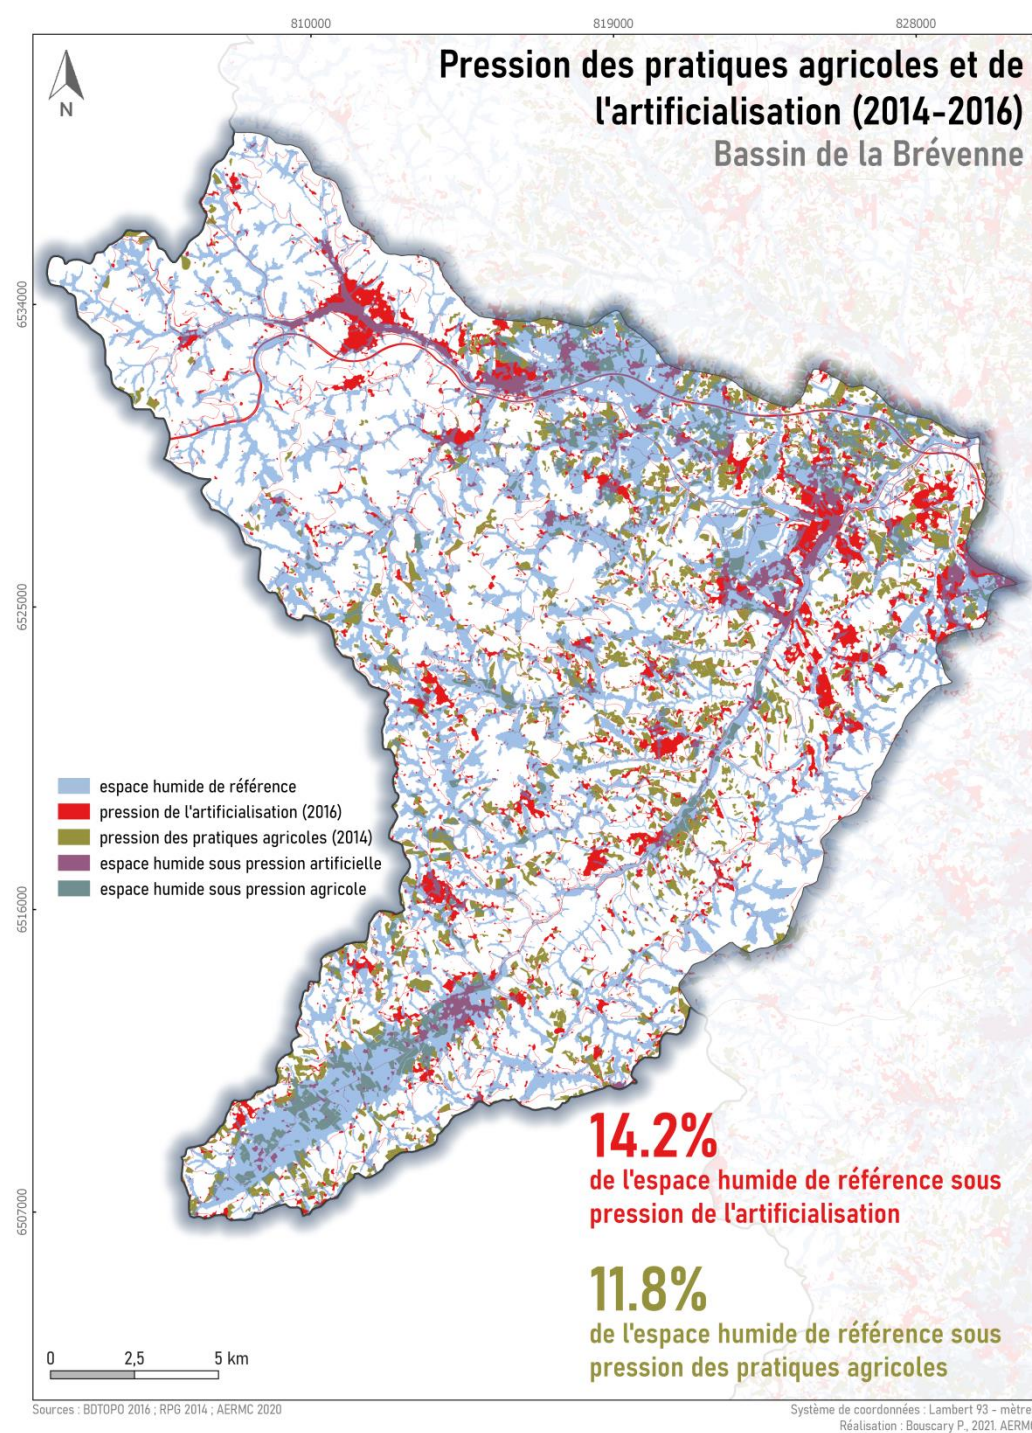 810000
819000
828000
N
Pression des pratiques agricoles et de
l'artificialisation (2014-2016)
Bassin de la Brévenne
6534000
6525000
6516000
6507000
espace humide de référence
pression de l'artificialisation (2016)
pression des pratiques agricoles (2014)
espace humide sous pression artificielle
espace humide sous pression agricole
14.2%
de l'espace humide de référence sous
pression de l'artificialisation
11.8%
de l'espace humide de référence sous
pression des pratiques agricoles
0 2,5 5 km
Sources : BDTOPO 2016 ; RPG 2014 ; AERMC 2020
Système de coordonnées : Lambert 93 - mètre
Réalisation : Bouscary P., 2021. AERM